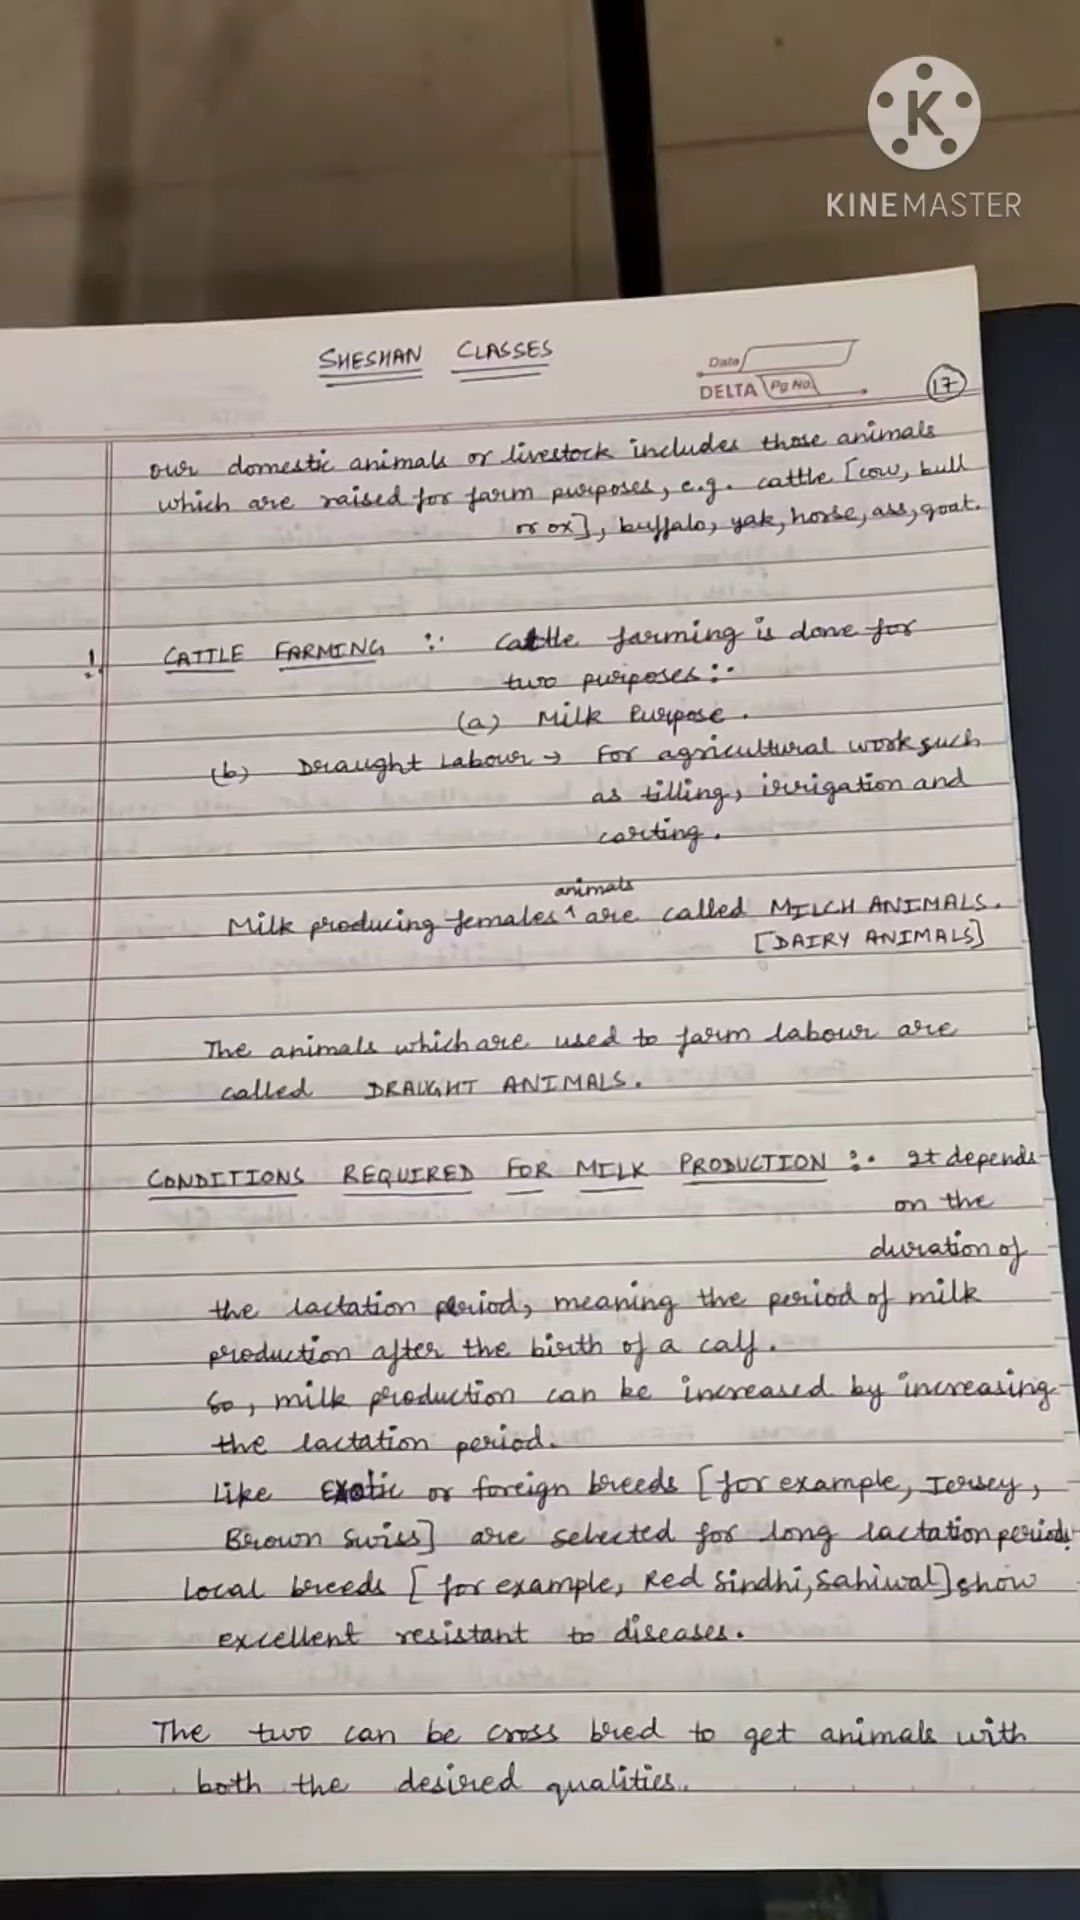 K
KINEMASTER
SHESHAN CLASSES
Date
DELTA Pg No.
17
our domestic animals or livestock includes those animals
which are raised for farm purposes, e.g. cattle [cow, bull
or ox], buffalo, yak, horse, ass, goat.
1. CATTLE FARMING :- Cattle farming is done for
two purposes :-
(a) Milk Purpose.
(b) Draught Labour → For agricultural work such
as tilling, irrigation and
carting.
animals
Milk producing females ^ are called MILCH ANIMALS.
[DAIRY ANIMALS]
The animals which are used to farm labour are
called DRAUGHT ANIMALS.
CONDITIONS REQUIRED FOR MILK PRODUCTION :- It depends
on the
duration of
the lactation period, meaning the period of milk
production after the birth of a calf.
So, milk production can be increased by increasing
the lactation period.
Like Exotic or foreign breeds [for example, Jersey,
Brown Swiss] are selected for long lactation periods.
Local breeds [for example, Red Sindhi, Sahiwal] show
excellent resistant to diseases.
The two can be cross bred to get animals with
both the desired qualities.